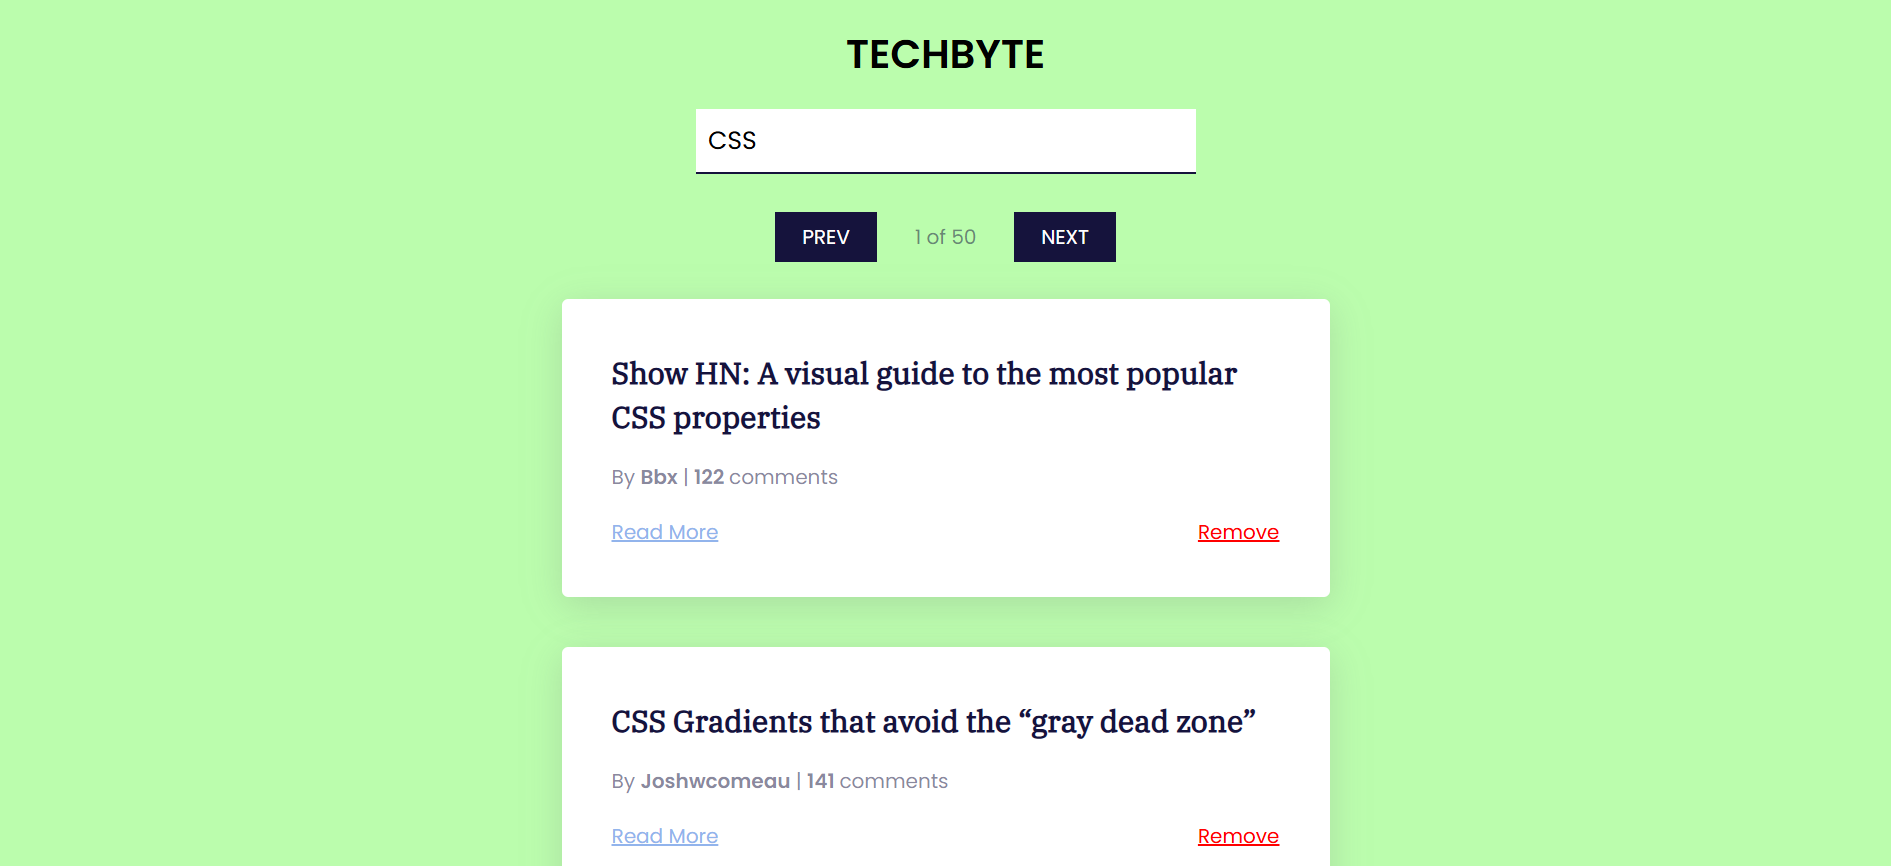 TECHBYTE
CSS
PREV 1 of 50 NEXT
Show HN: A visual guide to the most popular
CSS properties
By Bbx | 122 comments
Read More Remove
CSS Gradients that avoid the “gray dead zone”
By Joshwcomeau | 141 comments
Read More Remove